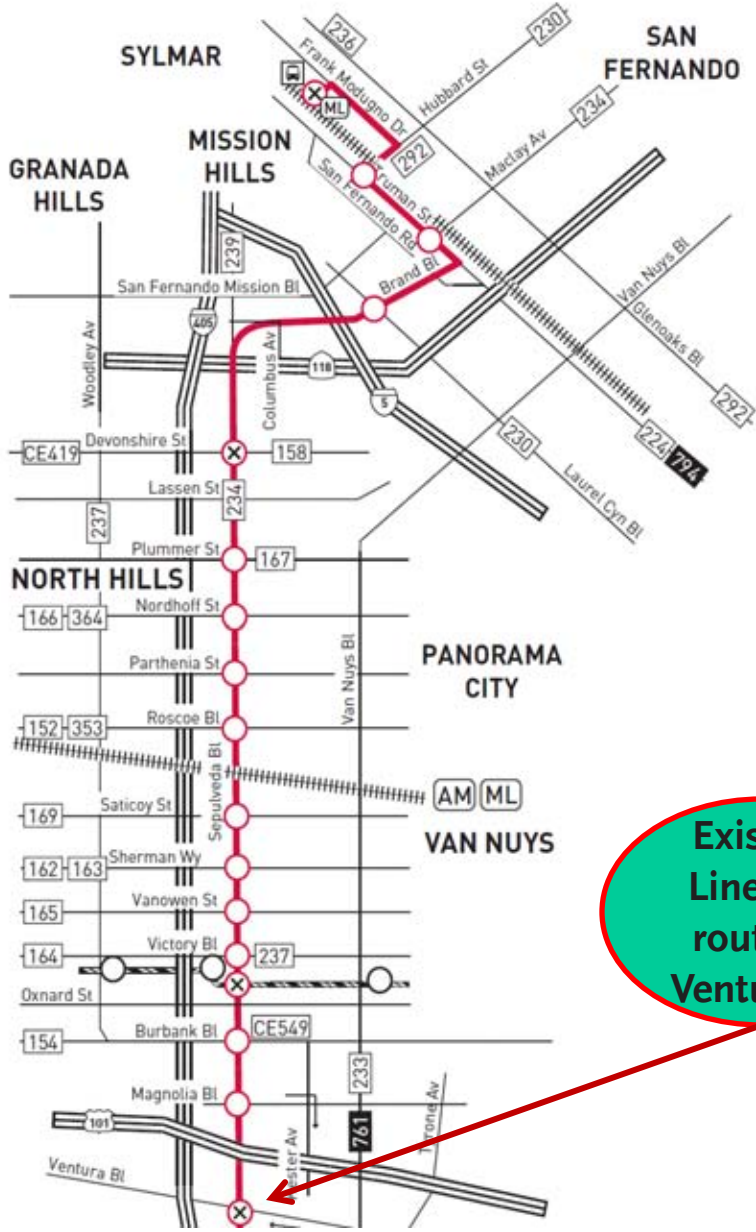 SYLMAR
236
230
SAN
FERNANDO
Frank Modugno Dr
Hubbard St
ML
234
MISSION
HILLS
292
Maclay Av
GRANADA
HILLS
Truman St
San Fernando Rd
239
Brand Bl
Van Nuys Bl
San Fernando Mission Bl
Glenoaks Bl
405
Woodley Av
Columbus Av
118
5
292
Devonshire St
CE419
158
230
224
794
Lassen St
234
Laurel Cyn Bl
237
Plummer St
167
NORTH HILLS
Nordhoff St
166
364
Parthenia St
PANORAMA
CITY
Van Nuys Bl
Roscoe Bl
152
353
Sepulveda Bl
AM
ML
Saticoy St
169
VAN NUYS
Sherman Wy
162
163
Vanowen St
165
Victory Bl
164
237
Oxnard St
Burbank Bl
CE549
154
233
Magnolia Bl
761
101
Ventura Bl
Exis
Line
rout
Ventu